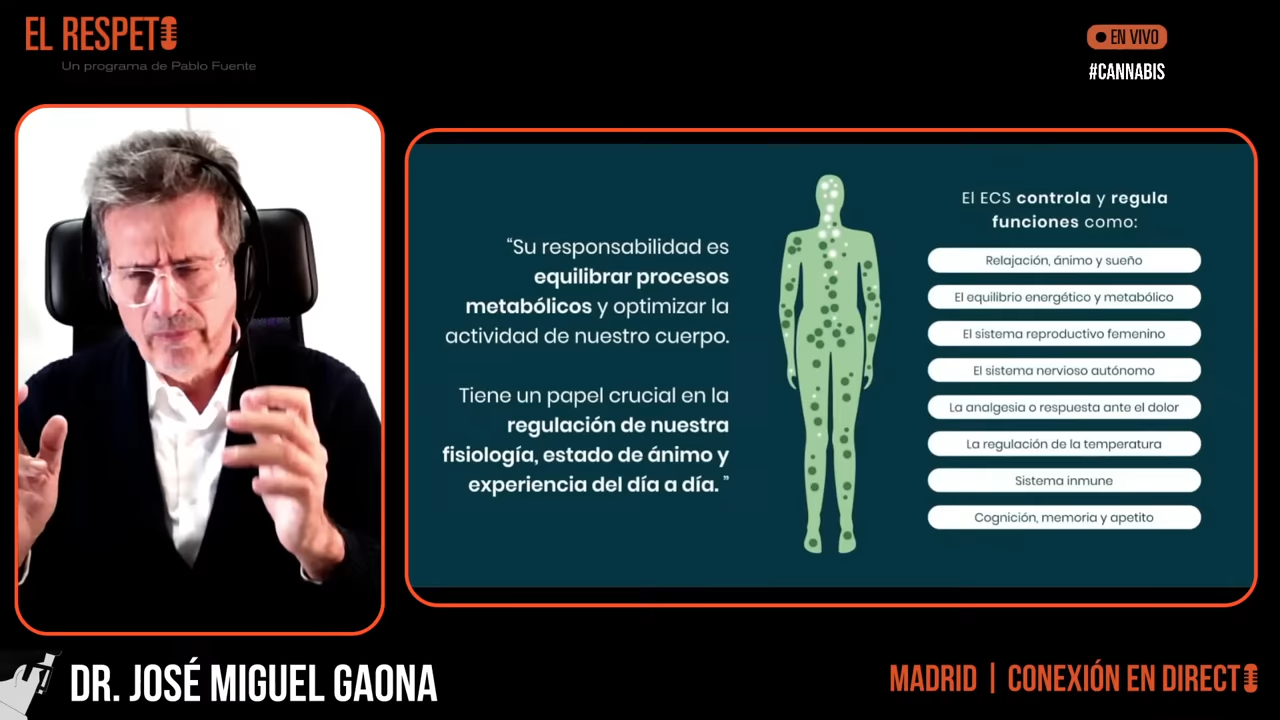 EL RESPETO
Un programa de Pablo Fuente
EN VIVO
#CANNABIS
“Su responsabilidad es
equilibrar procesos
metabólicos y optimizar la
actividad de nuestro cuerpo.
Tiene un papel crucial en la
regulación de nuestra
fisiología, estado de ánimo y
experiencia del día a día. ”
El ECS controla y regula
funciones como:
Relajación, ánimo y sueño
El equilibrio energético y metabólico
El sistema reproductivo femenino
El sistema nervioso autónomo
La analgesia o respuesta ante el dolor
La regulación de la temperatura
Sistema inmune
Cognición, memoria y apetito
DR. JOSÉ MIGUEL GAONA
MADRID | CONEXIÓN EN DIRECTO